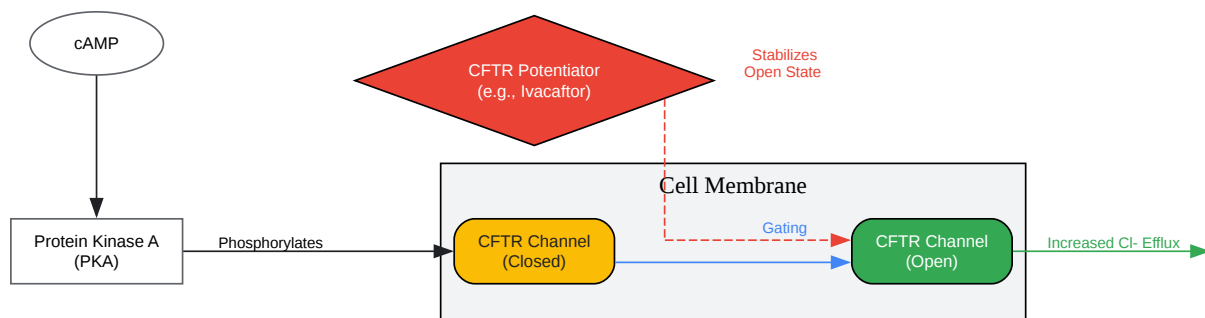 cAMP
CFTR Potentiator
(e.g., Ivacaftor)
Stabilizes
Open State
Cell Membrane
Protein Kinase A
(PKA)
Phosphorylates
CFTR Channel
(Closed)
Gating
CFTR Channel
(Open)
Increased Cl- Efflux